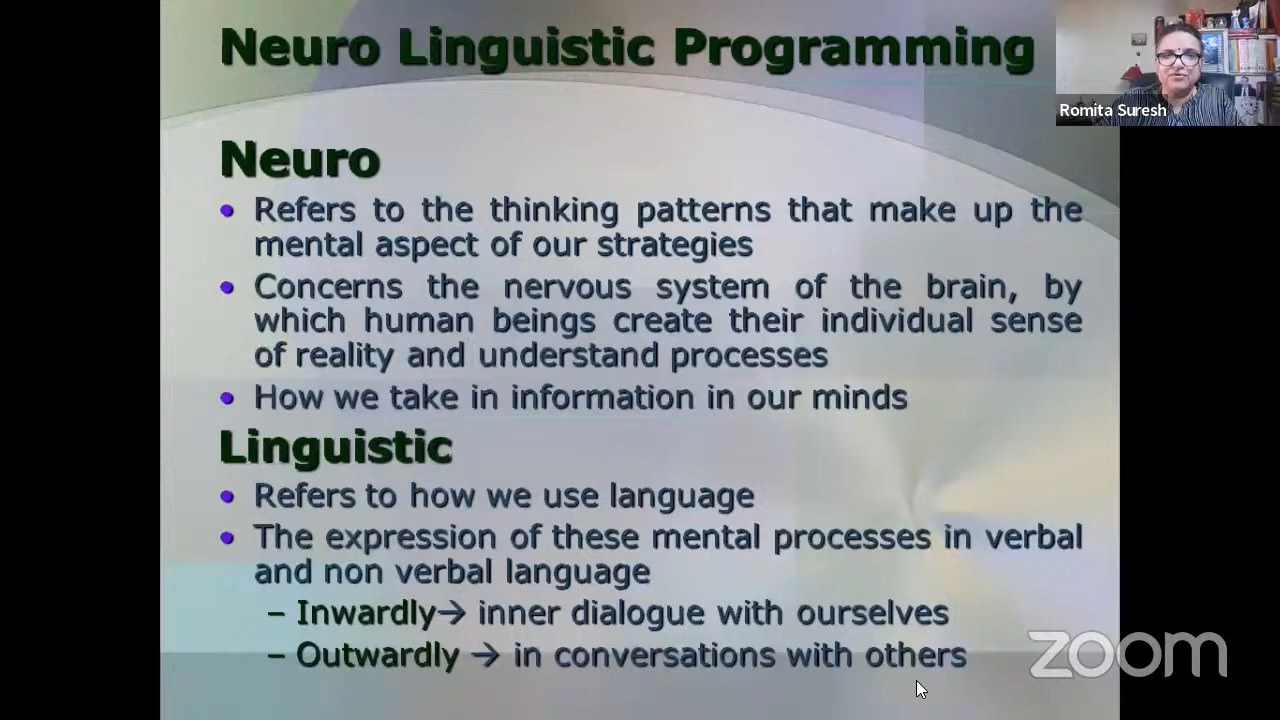 Neuro Linguistic Programming
Romita Suresh
Neuro
• Refers to the thinking patterns that make up the
mental aspect of our strategies
• Concerns the nervous system of the brain, by
which human beings create their individual sense
of reality and understand processes
• How we take in information in our minds
Linguistic
• Refers to how we use language
• The expression of these mental processes in verbal
and non verbal language
– Inwardly→ inner dialogue with ourselves
– Outwardly → in conversations with others
zoom